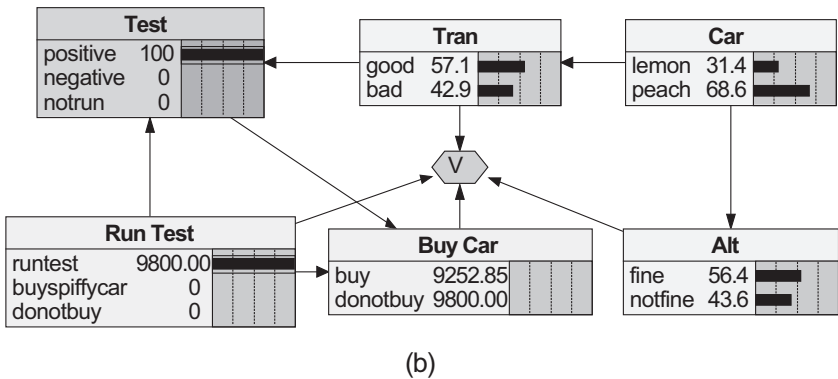 Test
positive 100
negative 0
notrun 0
Tran
good 57.1
bad 42.9
Car
lemon 31.4
peach 68.6
V
Run Test
runtest 9800.00
buyspiffycar 0
donotbuy 0
Buy Car
buy 9252.85
donotbuy 9800.00
Alt
fine 56.4
notfine 43.6
(b)